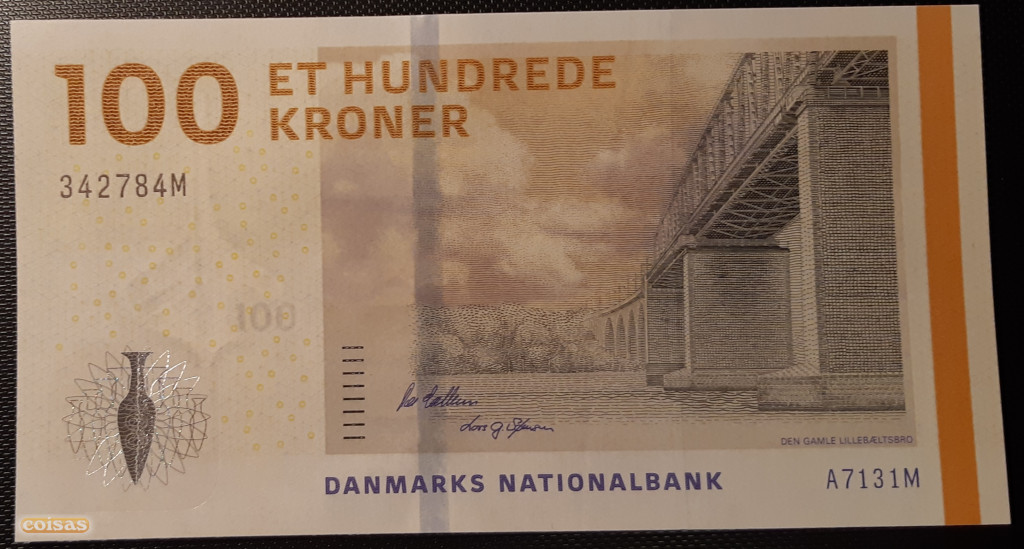 100
ET HUNDREDE
KRONER
342784M
100
DEN GAMLE LILLEBÆLTSBRO
DANMARKS NATIONALBANK
A7131M
coisas